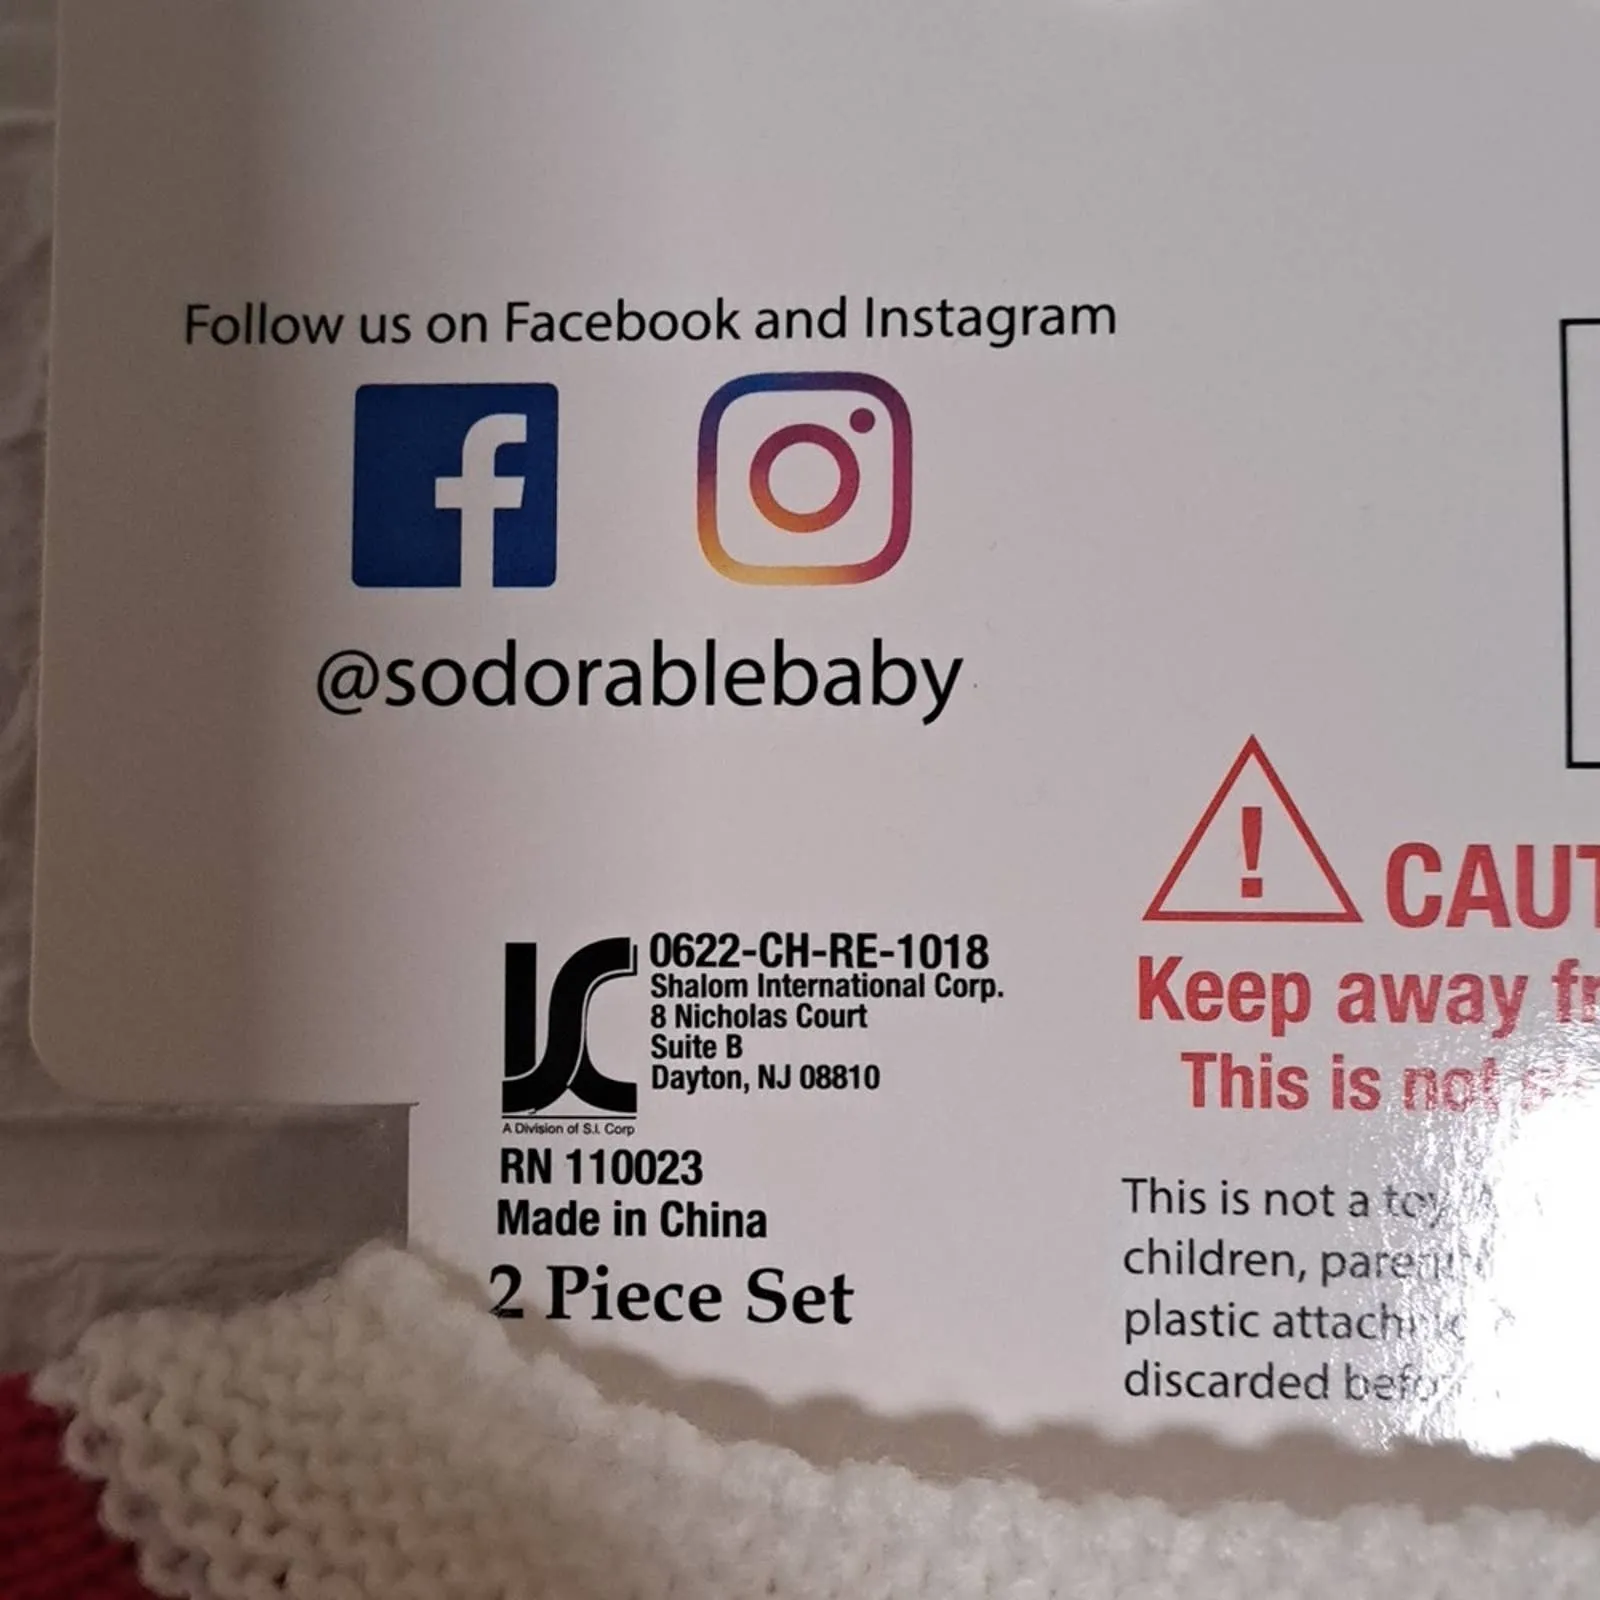 Follow us on Facebook and Instagram
@sodorablebaby
0622-CH-RE-1018
Shalom International Corp.
8 Nicholas Court
Suite B
Dayton, NJ 08810
A Division of S.I. Corp
RN 110023
Made in China
2 Piece Set
Keep away
This is not
This is not a toy
children,
plastic
discarded